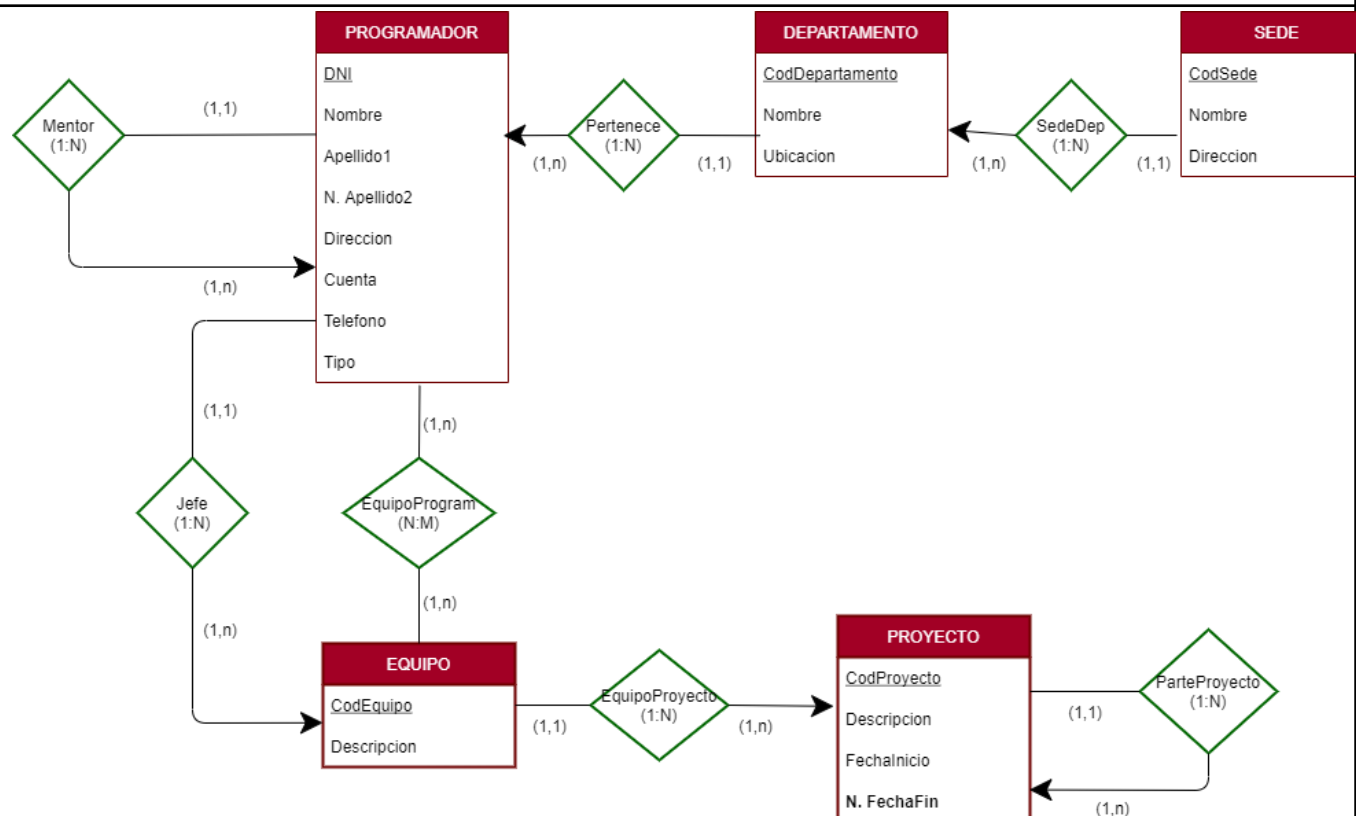 PROGRAMADOR
DNI
Nombre
Apellido1
N. Apellido2
Direccion
Cuenta
Telefono
Tipo
DEPARTAMENTO
CodDepartamento
Nombre
Ubicacion
SEDE
CodSede
Nombre
Direccion
Mentor
(1:N)
(1,1)
(1,n)
Pertenece
(1:N)
(1,n)
(1,1)
SedeDep
(1:N)
(1,n)
(1,1)
Jefe
(1:N)
(1,1)
(1,n)
EquipoProgram
(N:M)
(1,n)
(1,n)
EQUIPO
CodEquipo
Descripcion
EquipoProyecto
(1:N)
(1,1)
(1,n)
PROYECTO
CodProyecto
Descripcion
FechaInicio
N. FechaFin
ParteProyecto
(1:N)
(1,1)
(1,n)